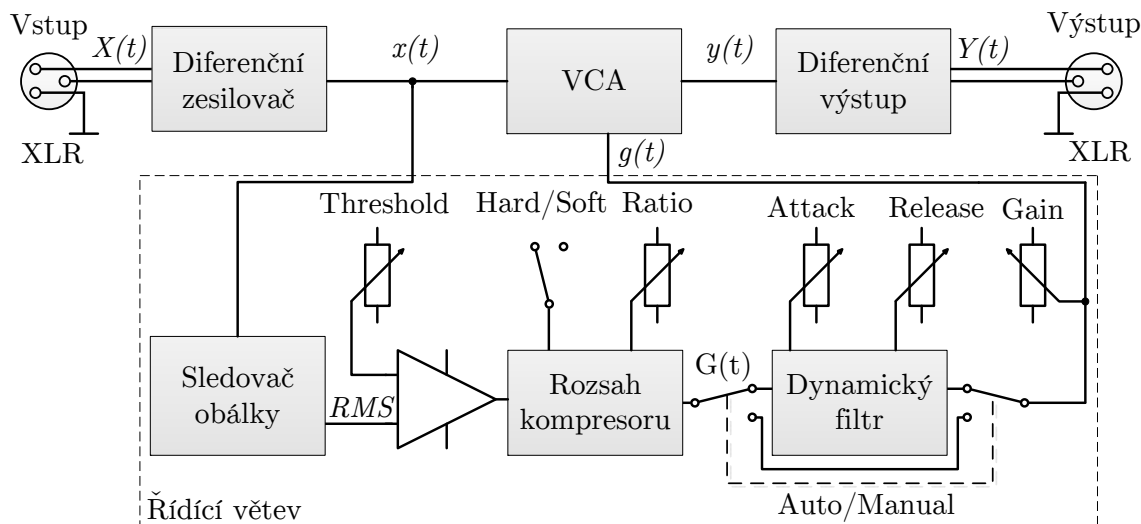 Vstup
Výstup
X(t)
Diferenční
zesilovač
x(t)
VCA
y(t)
Diferenční
výstup
Y(t)
XLR
g(t)
XLR
Threshold
Hard/Soft
Ratio
Attack
Release
Gain
Sledovač
obálky
RMS
Rozsah
kompresoru
G(t)
Dynamický
filtr
Auto/Manual
Řídící větev